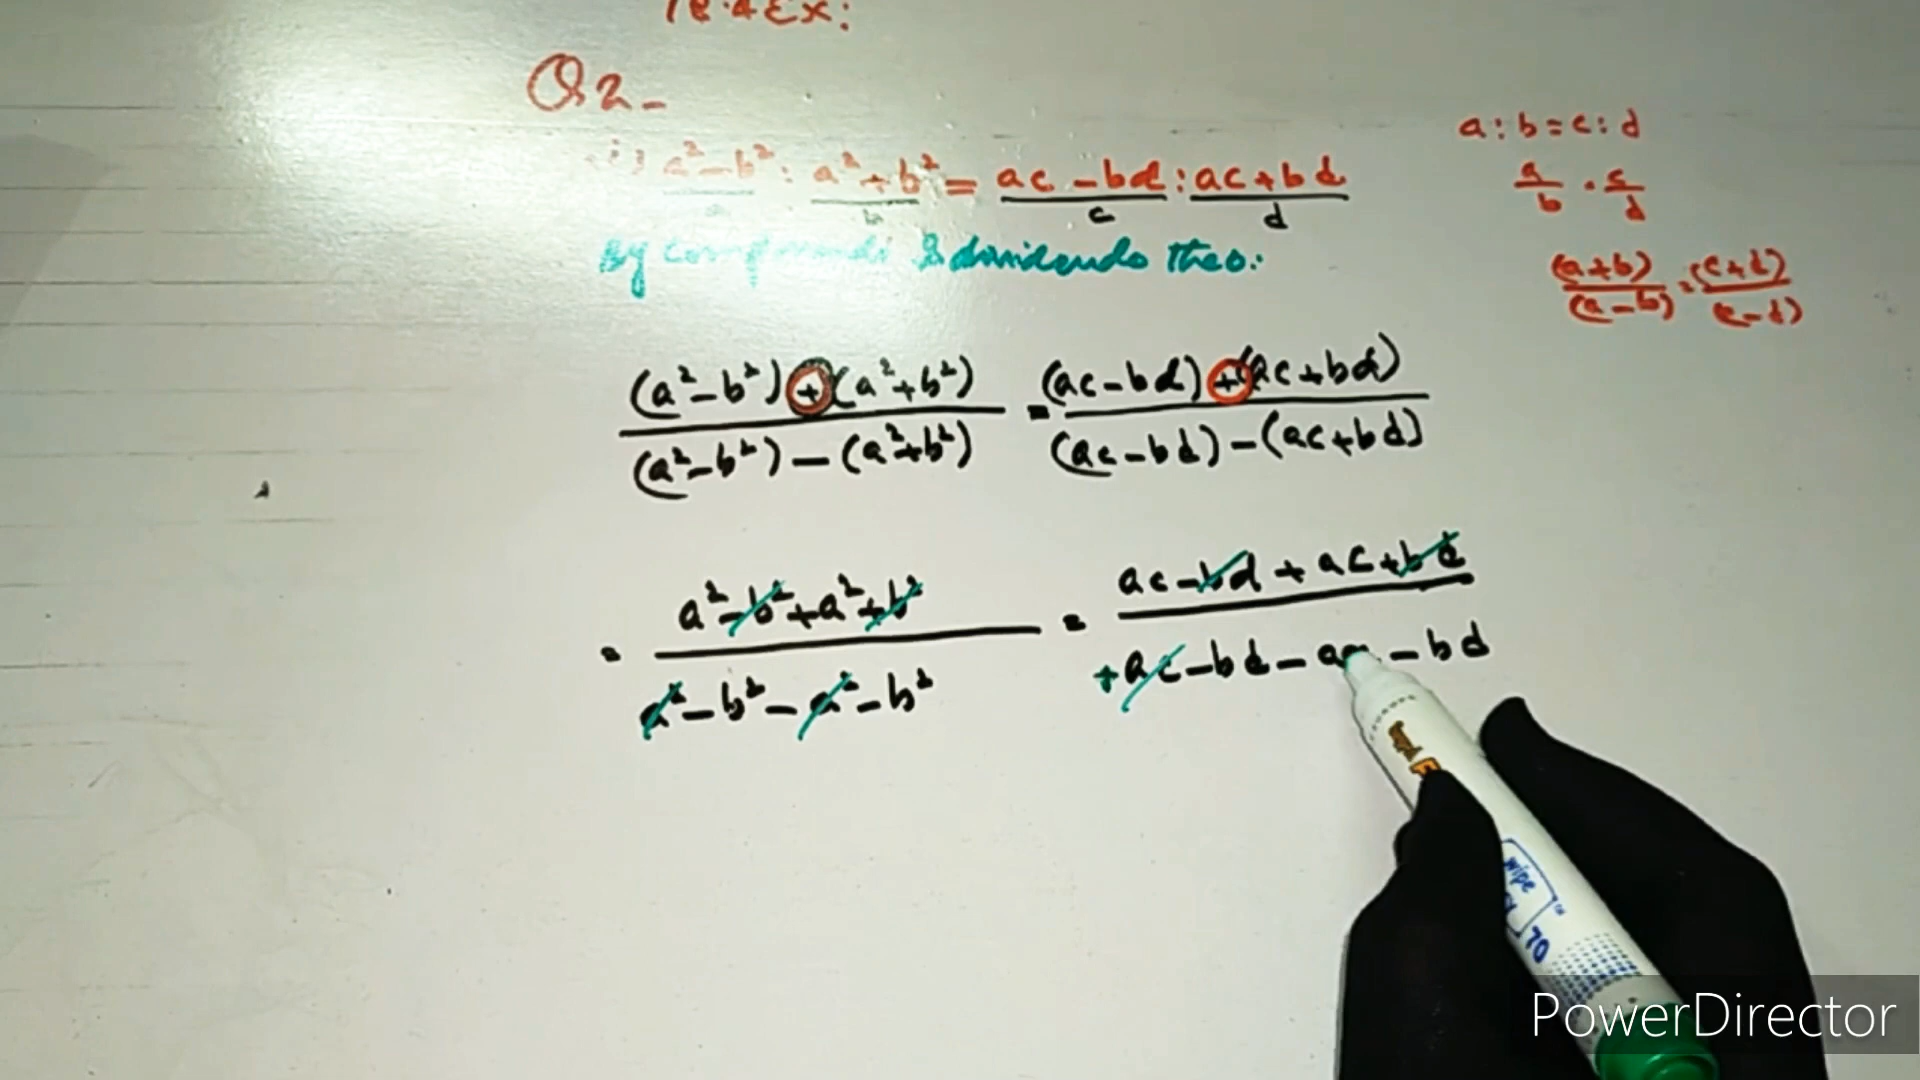 Q2-
i) a²-b² : a²+b² = ac-bd : ac+bd
c d
By componendo & dividendo Theo:
a:b=c:d
a/b = c/d
(a+b)/(a-b) = (c+d)/(c-d)
(a²-b²)+(a²+b²) / (a²-b²)-(a²+b²) = (ac-bd)+(ac+bd) / (ac-bd)-(ac+bd)
= a²-b²+a²+b² / a²-b²-a²-b² = ac-bd+ac+bd / +ac-bd-ac-bd
wipe
70
PowerDirector